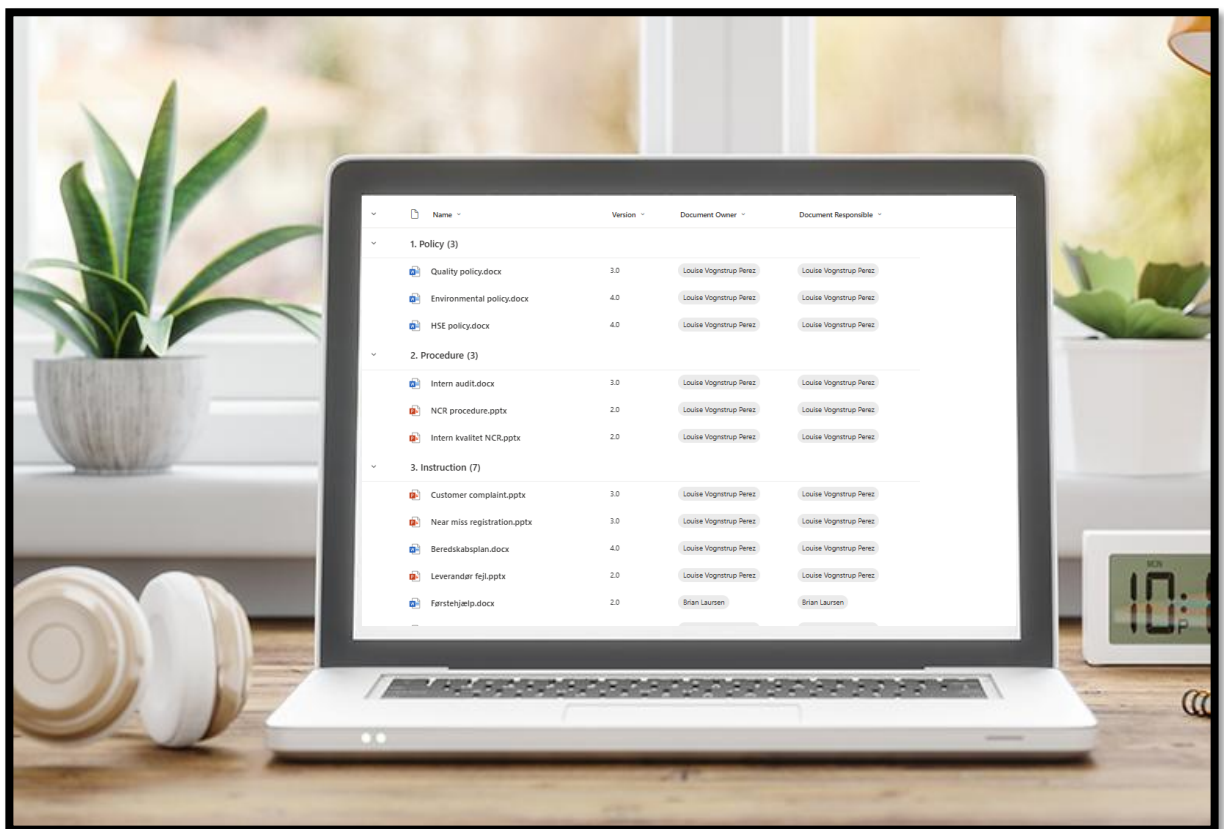 Name Version Document Owner Document Responsible
1. Policy (3)
Quality policy.docx 3.0 Louise Vognstrup Perez Louise Vognstrup Perez
Environmental policy.docx 4.0 Louise Vognstrup Perez Louise Vognstrup Perez
HSE policy.docx 4.0 Louise Vognstrup Perez Louise Vognstrup Perez
2. Procedure (3)
Intern audit.docx 3.0 Louise Vognstrup Perez Louise Vognstrup Perez
NCR procedure.pptx 2.0 Louise Vognstrup Perez Louise Vognstrup Perez
Intern kvalitet NCR.pptx 2.0 Louise Vognstrup Perez Louise Vognstrup Perez
3. Instruction (7)
Customer complaint.pptx 3.0 Louise Vognstrup Perez Louise Vognstrup Perez
Near miss registration.pptx 3.0 Louise Vognstrup Perez Louise Vognstrup Perez
Beredskabsplan.docx 4.0 Louise Vognstrup Perez Louise Vognstrup Perez
Leverandør fejl.pptx 2.0 Louise Vognstrup Perez Louise Vognstrup Perez
Førstehjælp.docx 2.0 Brian Laursen Brian Laursen
MON
10:
P